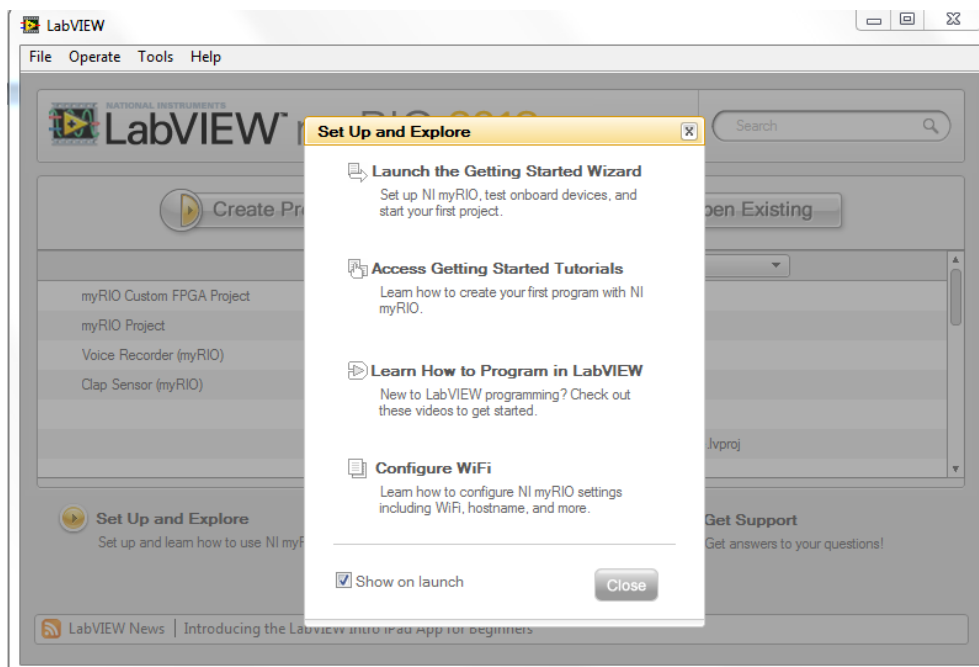 LabVIEW
File Operate Tools Help
NATIONAL INSTRUMENTS
LabVIEW™
Search
Create Pr
pen Existing
myRIO Custom FPGA Project
myRIO Project
Voice Recorder (myRIO)
Clap Sensor (myRIO)
.lvproj
Set Up and Explore
Set up and learn how to use NI myR
Get Support
Get answers to your questions!
LabVIEW News | Introducing the LabVIEW Intro iPad App for Beginners
Set Up and Explore
Launch the Getting Started Wizard
Set up NI myRIO, test onboard devices, and
start your first project.
Access Getting Started Tutorials
Learn how to create your first program with NI
myRIO.
Learn How to Program in LabVIEW
New to LabVIEW programming? Check out
these videos to get started.
Configure WiFi
Learn how to configure NI myRIO settings
including WiFi, hostname, and more.
Show on launch
Close